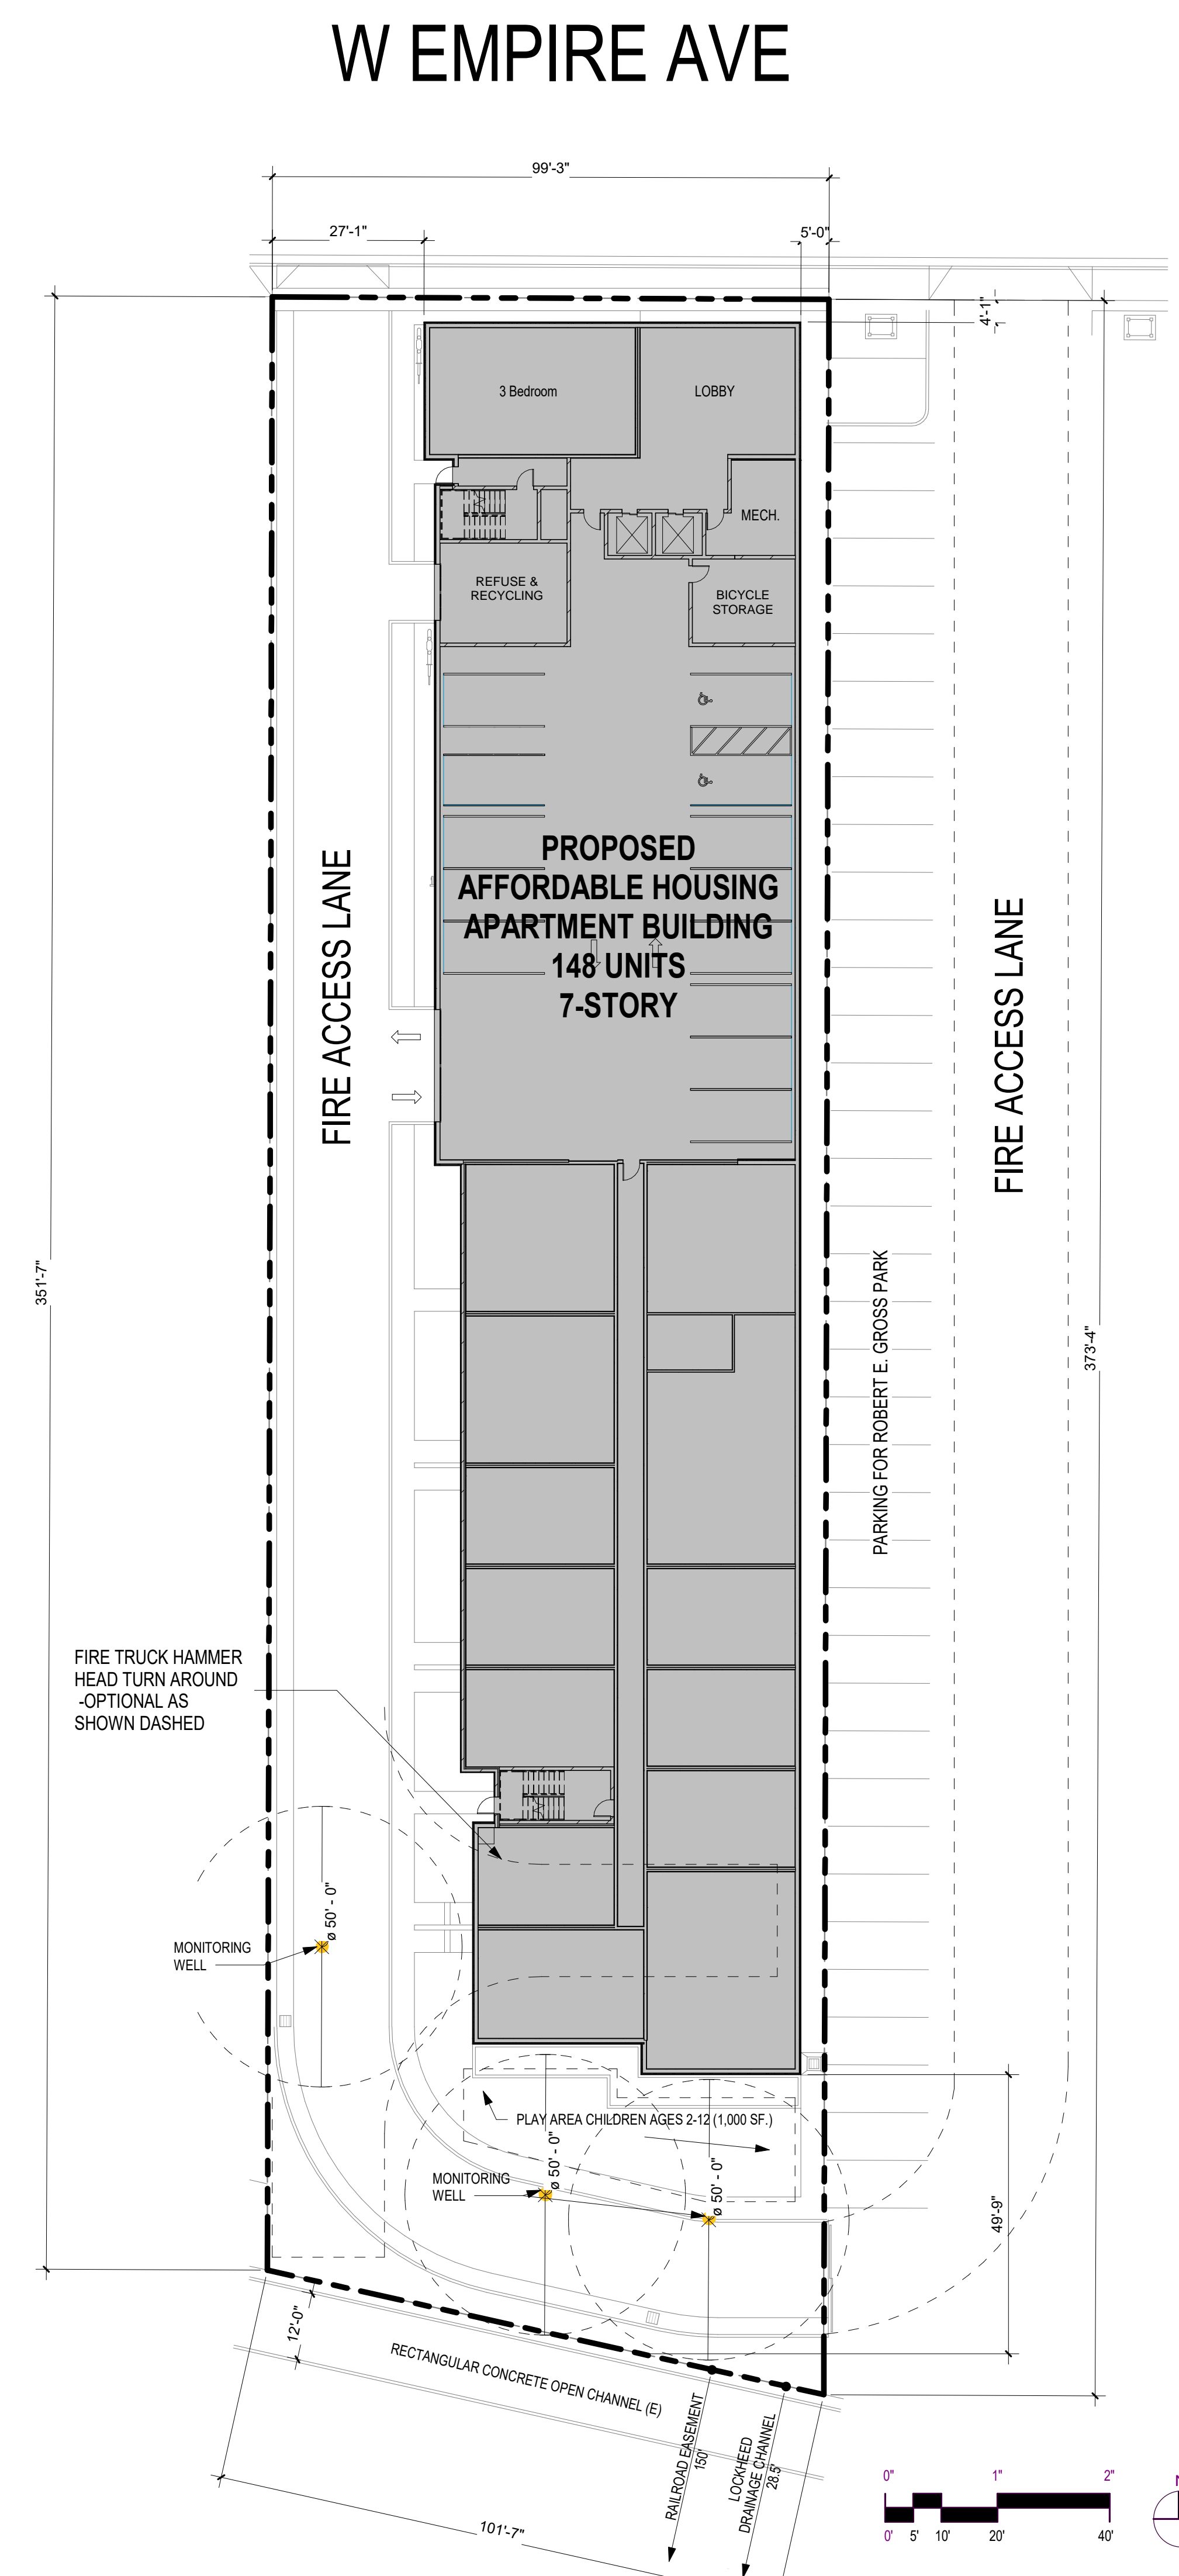 W EMPIRE AVE
99'-3"
27'-1"
5'-0"
4'-1"
3 Bedroom
LOBBY
MECH.
REFUSE &
RECYCLING
BICYCLE
STORAGE
PROPOSED
AFFORDABLE HOUSING
APARTMENT BUILDING
148 UNITS
7-STORY
FIRE ACCESS LANE
FIRE ACCESS LANE
351'-7"
373'-4"
PARKING FOR ROBERT E. GROSS PARK
FIRE TRUCK HAMMER
HEAD TURN AROUND
-OPTIONAL AS
SHOWN DASHED
ø 50' - 0"
MONITORING
WELL
PLAY AREA CHILDREN AGES 2-12 (1,000 SF.)
ø 50' - 0"
ø 50' - 0"
MONITORING
WELL
49'-9"
12'-0"
RECTANGULAR CONCRETE OPEN CHANNEL (E)
RAILROAD EASEMENT
150'
LOCKHEED
DRAINAGE CHANNEL
28.5'
101'-7"
0" 1" 2"
0' 5' 10' 20' 40'